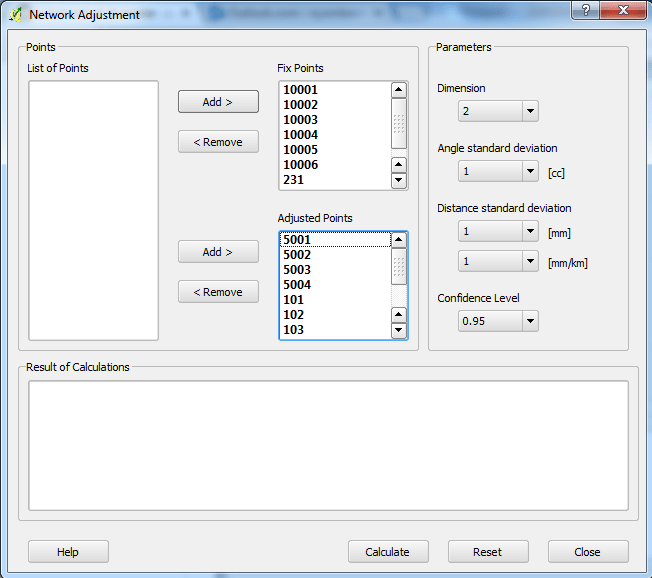 Network Adjustment
Points
List of Points
Add >
< Remove
Fix Points
10001
10002
10003
10004
10005
10006
231
Add >
< Remove
Adjusted Points
5001
5002
5003
5004
101
102
103
Parameters
Dimension
2
Angle standard deviation
1 [cc]
Distance standard deviation
1 [mm]
1 [mm/km]
Confidence Level
0.95
Result of Calculations
Help Calculate Reset Close